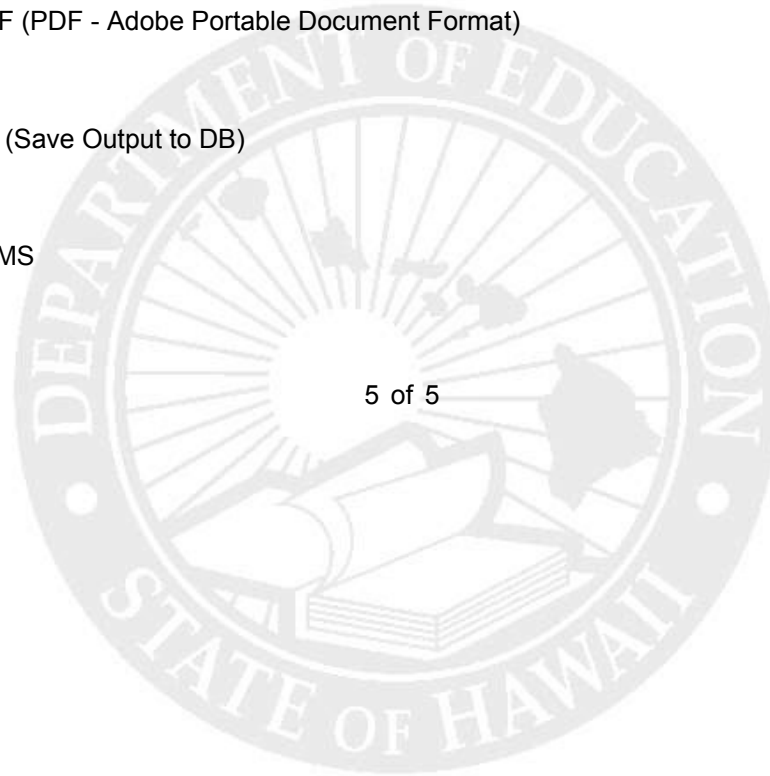 F (PDF - Adobe Portable Document Format)
(Save Output to DB)
MS
5 of 5
DEPARTMENT OF EDUCATION
STATE OF HAWAII